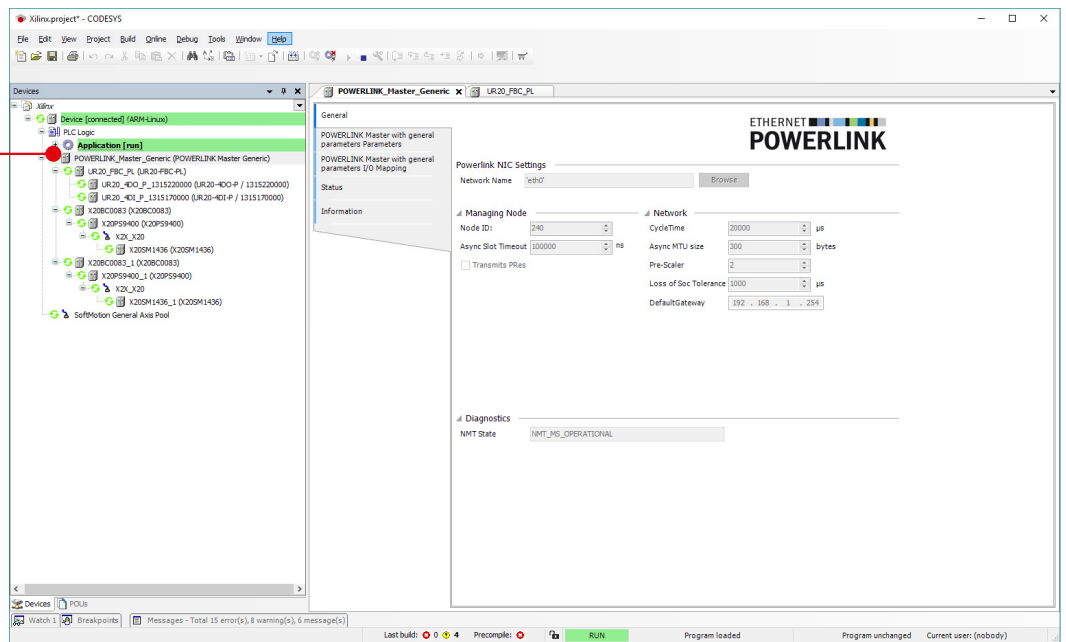 Xilinx.project* - CODESYS
File Edit View Project Build Online Debug Tools Window Help
Devices
POWERLINK_Master_Generic
UR20_FBC_PL
Xilinx
Device [connected] (ARM-Linux)
PLC Logic
Application [run]
POWERLINK_Master_Generic (POWERLINK Master Generic)
UR20_FBC_PL (UR20-FBC-PL)
UR20_4DO_P_1315220000 (UR20-4DO-P / 1315220000)
UR20_4DI_P_1315170000 (UR20-4DI-P / 1315170000)
X20BC0083 (X20BC0083)
X20PS9400 (X20PS9400)
X2X_X20
X20SM1436 (X20SM1436)
X20BC0083_1 (X20BC0083)
X20PS9400_1 (X20PS9400)
X2X_X20
X20SM1436_1 (X20SM1436)
SoftMotion General Axis Pool
General
POWERLINK Master with general
parameters Parameters
POWERLINK Master with general
parameters I/O Mapping
Status
Information
ETHERNET
POWERLINK
Powerlink NIC Settings
Network Name 'eth0' Browse
Managing Node
Node ID: 240
Async Slot Timeout 100000 ns
Transmits PRes
Network
CycleTime 20000 µs
Async MTU size 300 bytes
Pre-Scaler 2
Loss of Soc Tolerance 1000 µs
DefaultGateway 192 . 168 . 1 . 254
Diagnostics
NMT State NMT_MS_OPERATIONAL
Devices POUs
Watch 1 Breakpoints Messages - Total 15 error(s), 8 warning(s), 6 message(s)
Last build: 0 4 Precompile: RUN Program loaded Program unchanged Current user: (nobody)